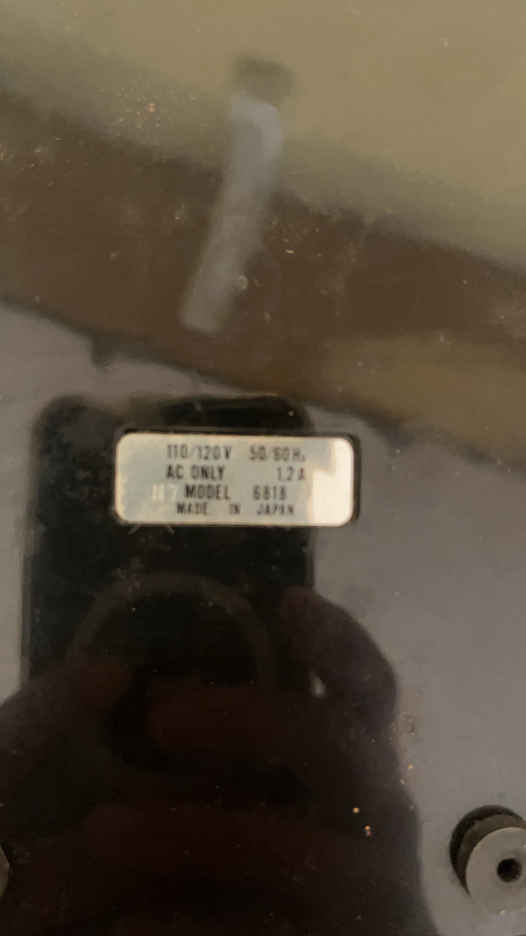 110/120V 50/60Hz
AC ONLY 1.2A
MODEL 6818
MADE IN JAPAN